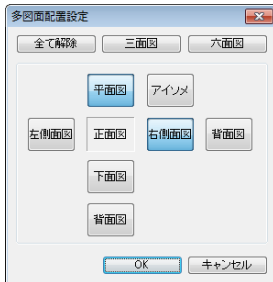 多図面配置設定
全て解除 三面図 六面図
平面図 アイソメ
左側面図 正面図 右側面図 背面図
下面図
背面図
OK キャンセル